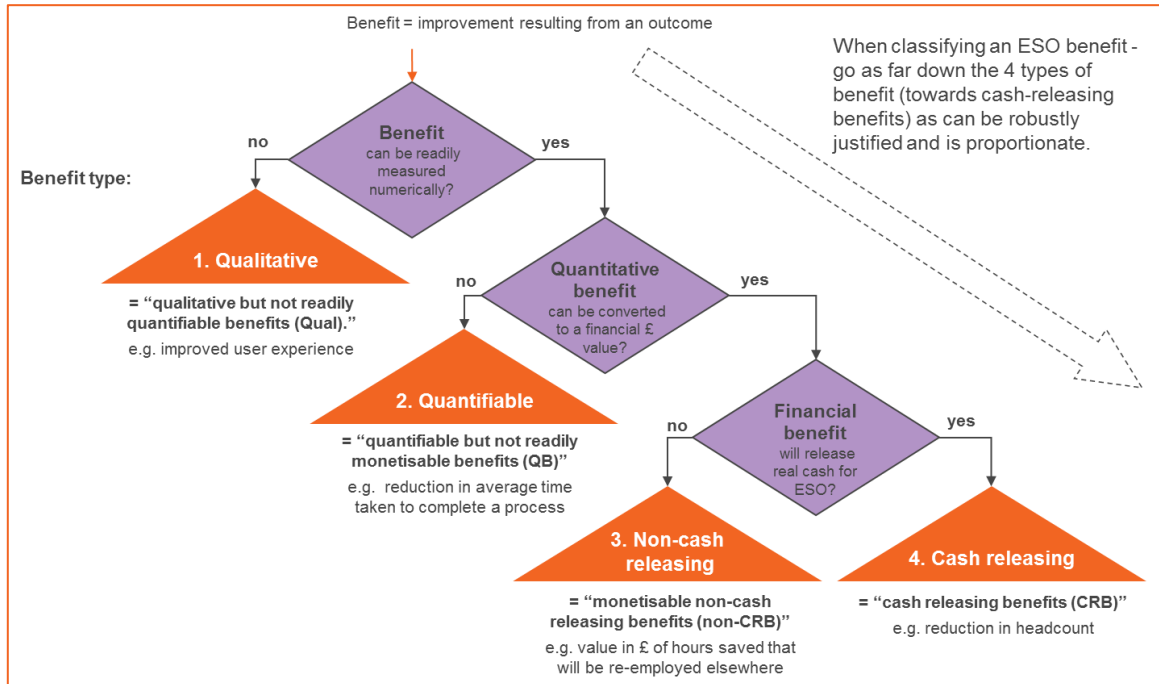 Benefit = improvement resulting from an outcome
When classifying an ESO benefit -
go as far down the 4 types of
benefit (towards cash-releasing
benefits) as can be robustly
justified and is proportionate.
Benefit
can be readily
measured
numerically?
no
yes
Benefit type:
1. Qualitative
= “qualitative but not readily
quantifiable benefits (Qual).”
e.g. improved user experience
Quantitative
benefit
can be converted
to a financial £
value?
no
yes
2. Quantifiable
= “quantifiable but not readily
monetisable benefits (QB)”
e.g. reduction in average time
taken to complete a process
Financial
benefit
will release
real cash for
ESO?
no
yes
3. Non-cash
releasing
= “monetisable non-cash
releasing benefits (non-CRB)”
e.g. value in £ of hours saved that
will be re-employed elsewhere
4. Cash releasing
= “cash releasing benefits (CRB)”
e.g. reduction in headcount